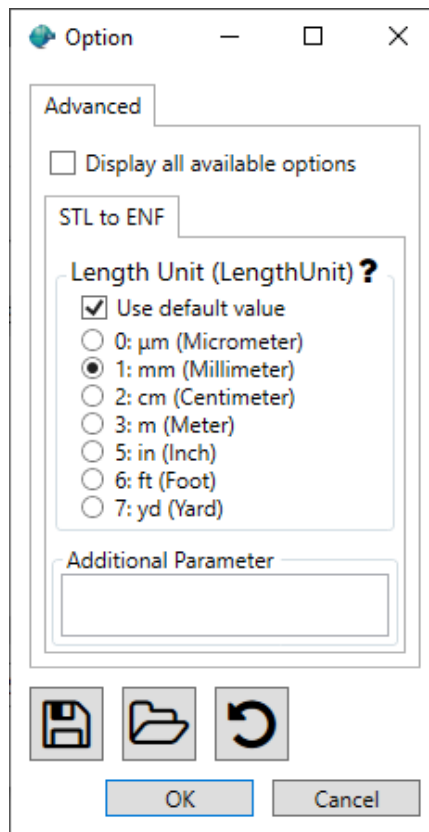 Option
Advanced
Display all available options
STL to ENF
Length Unit (LengthUnit) ?
Use default value
0: µm (Micrometer)
1: mm (Millimeter)
2: cm (Centimeter)
3: m (Meter)
5: in (Inch)
6: ft (Foot)
7: yd (Yard)
Additional Parameter
OK Cancel